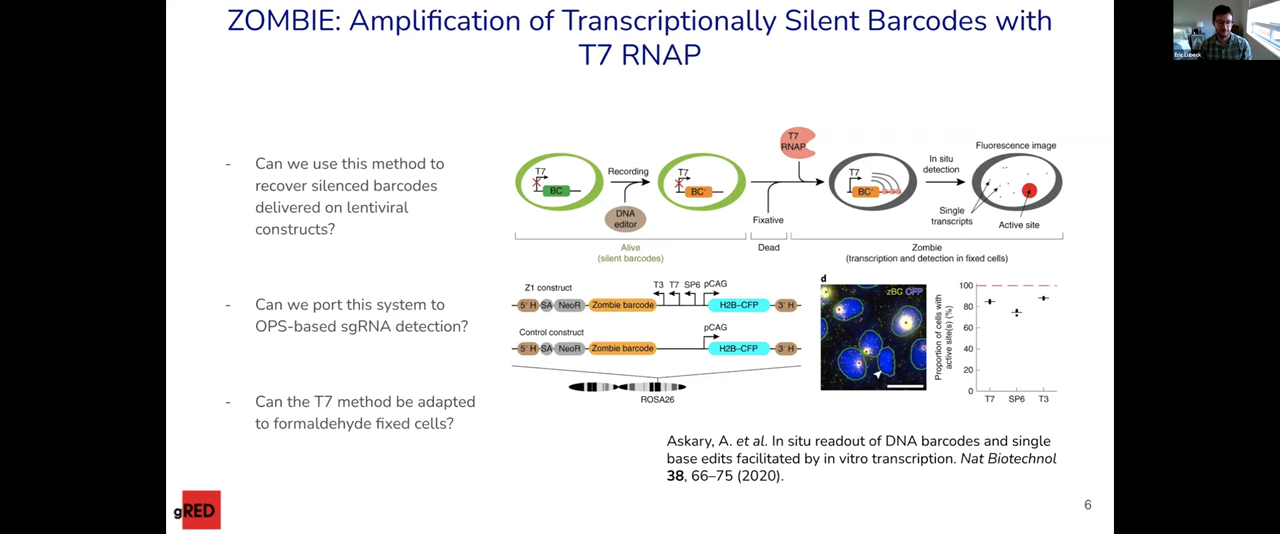 ZOMBIE: Amplification of Transcriptionally Silent Barcodes with
T7 RNAP
Eric Lubeck
- Can we use this method to
recover silenced barcodes
delivered on lentiviral
constructs?
- Can we port this system to
OPS-based sgRNA detection?
- Can the T7 method be adapted
to formaldehyde fixed cells?
T7
BC
Recording
DNA
editor
T7
BC'
Fixative
T7
RNAP
T7
BC'
In situ
detection
Fluorescence image
Single
transcripts
Active site
Alive
(silent barcodes)
Dead
Zombie
(transcription and detection in fixed cells)
Z1 construct
T3 T7 SP6 pCAG
5' H SA NeoR Zombie barcode H2B–CFP 3' H
Control construct
pCAG
5' H SA NeoR Zombie barcode H2B–CFP 3' H
ROSA26
d
zBC CFP
Proportion of cells with
active site(s) (%)
100
80
60
40
20
0
T7 SP6 T3
Askary, A. et al. In situ readout of DNA barcodes and single
base edits facilitated by in vitro transcription. Nat Biotechnol
38, 66–75 (2020).
gRED
6